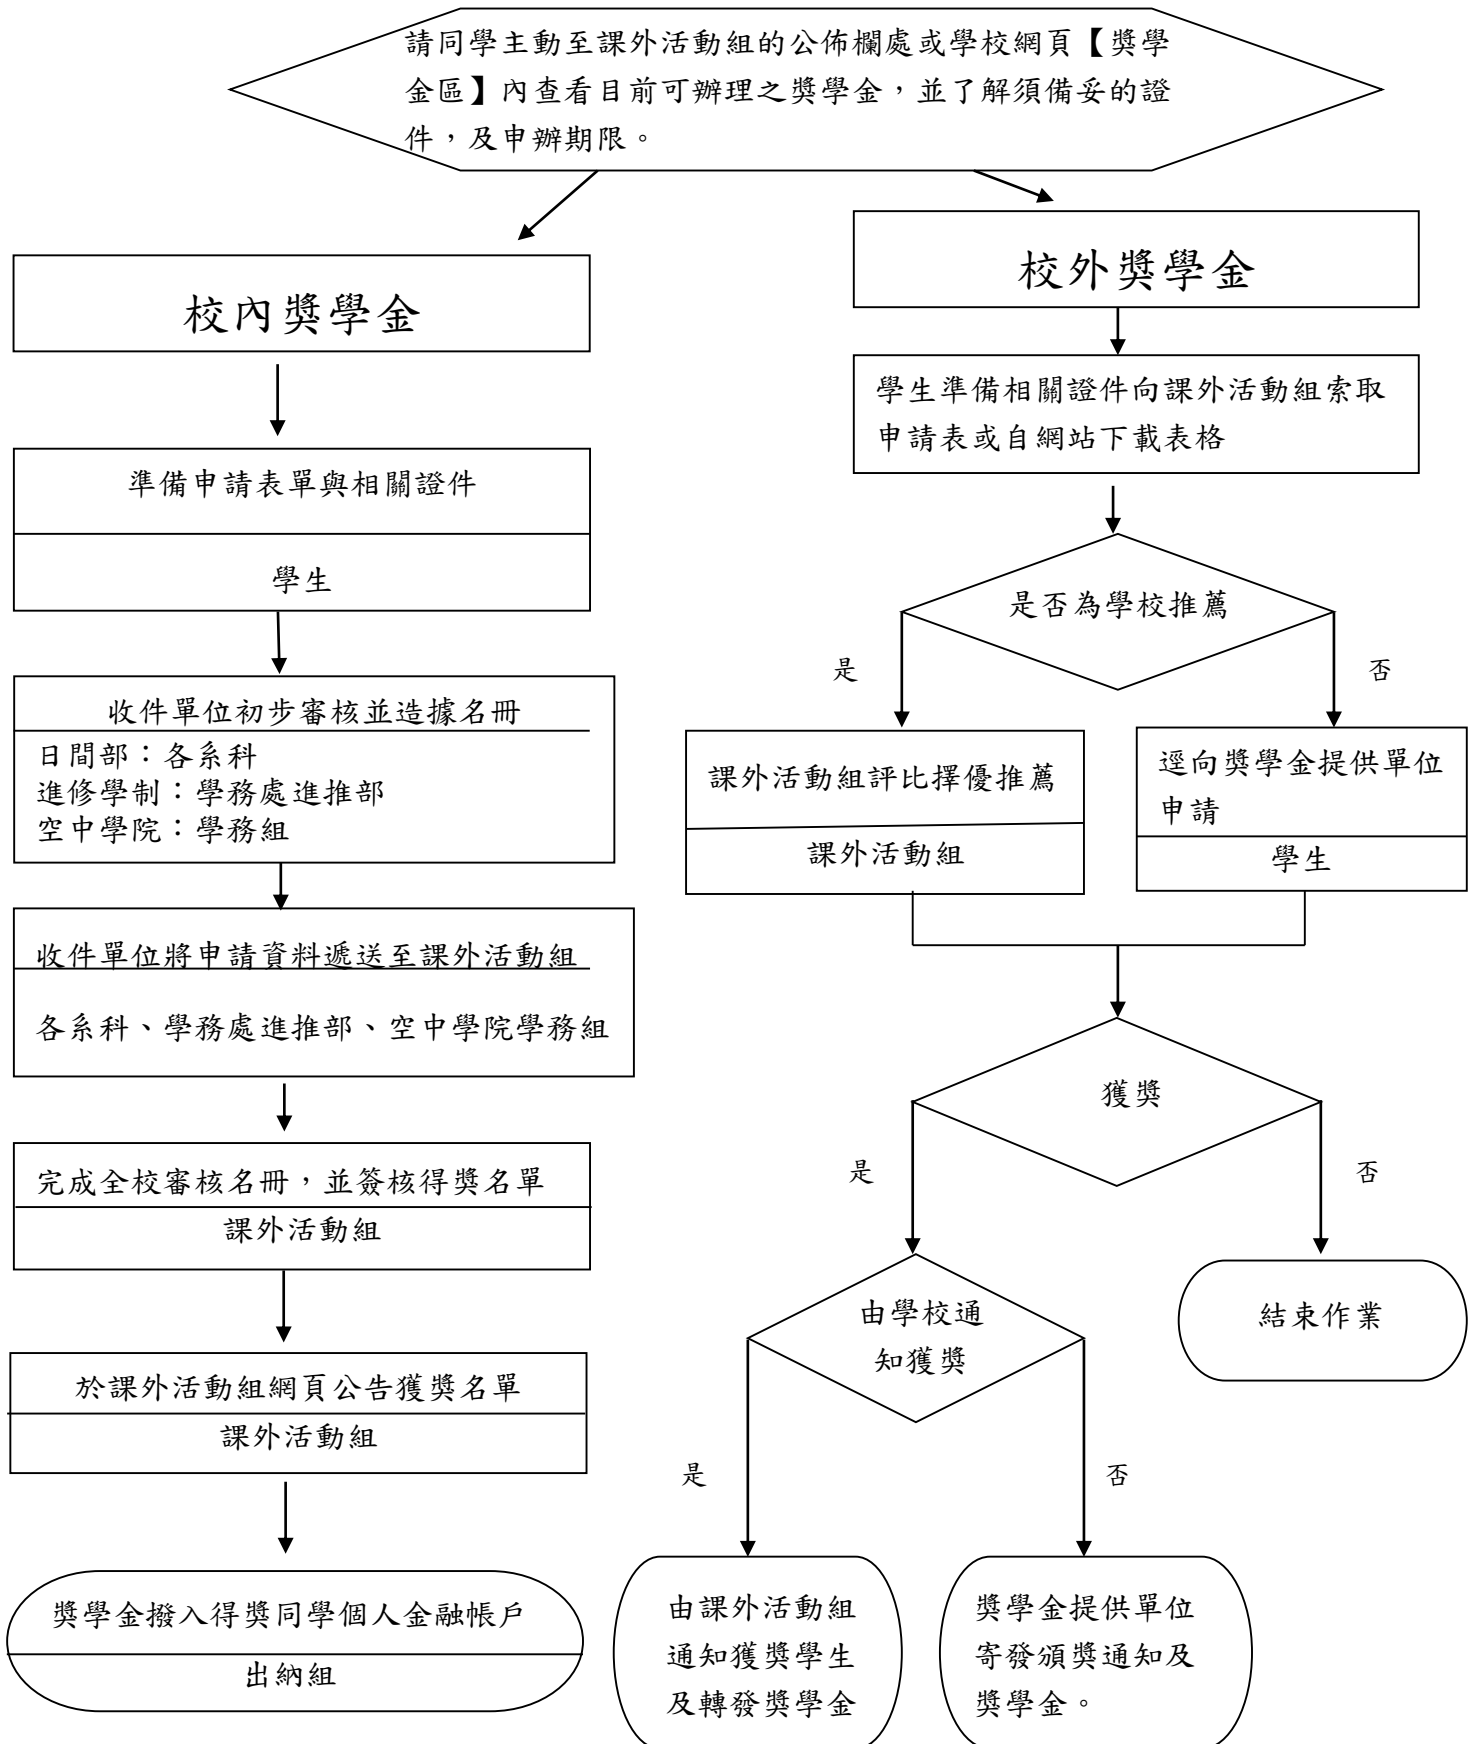 請同學主動至課外活動組的公佈欄處或學校網頁【獎學
金區】內查看目前可辦理之獎學金，並了解須備妥的證
件，及申辦期限。
校內獎學金
準備申請表單與相關證件
學生
收件單位初步審核並造據名冊
日間部：各系科
進修學制：學務處進推部
空中學院：學務組
收件單位將申請資料遞送至課外活動組
各系科、學務處進推部、空中學院學務組
完成全校審核名冊，並簽核得獎名單
課外活動組
於課外活動組網頁公告獲獎名單
課外活動組
獎學金撥入得獎同學個人金融帳戶
出納組
校外獎學金
學生準備相關證件向課外活動組索取
申請表或自網站下載表格
是否為學校推薦
是
否
課外活動組評比擇優推薦
課外活動組
逕向獎學金提供單位
申請
學生
獲獎
是
否
由學校通
知獲獎
結束作業
是
否
由課外活動組
通知獲獎學生
及轉發獎學金
獎學金提供單位
寄發頒獎通知及
獎學金。